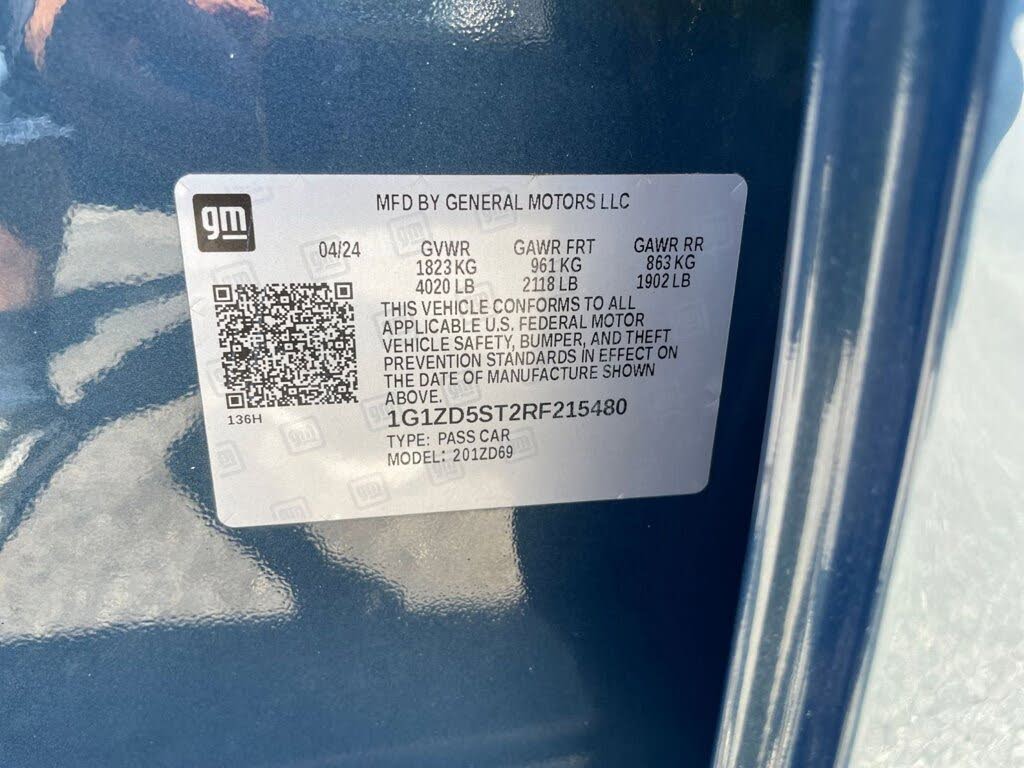 gm
MFD BY GENERAL MOTORS LLC
04/24 GVWR GAWR FRT GAWR RR
1823 KG 961 KG 863 KG
4020 LB 2118 LB 1902 LB
THIS VEHICLE CONFORMS TO ALL
APPLICABLE U.S. FEDERAL MOTOR
VEHICLE SAFETY, BUMPER, AND THEFT
PREVENTION STANDARDS IN EFFECT ON
THE DATE OF MANUFACTURE SHOWN
ABOVE.
136H
1G1ZD5ST2RF215480
TYPE: PASS CAR
MODEL: 201ZD69